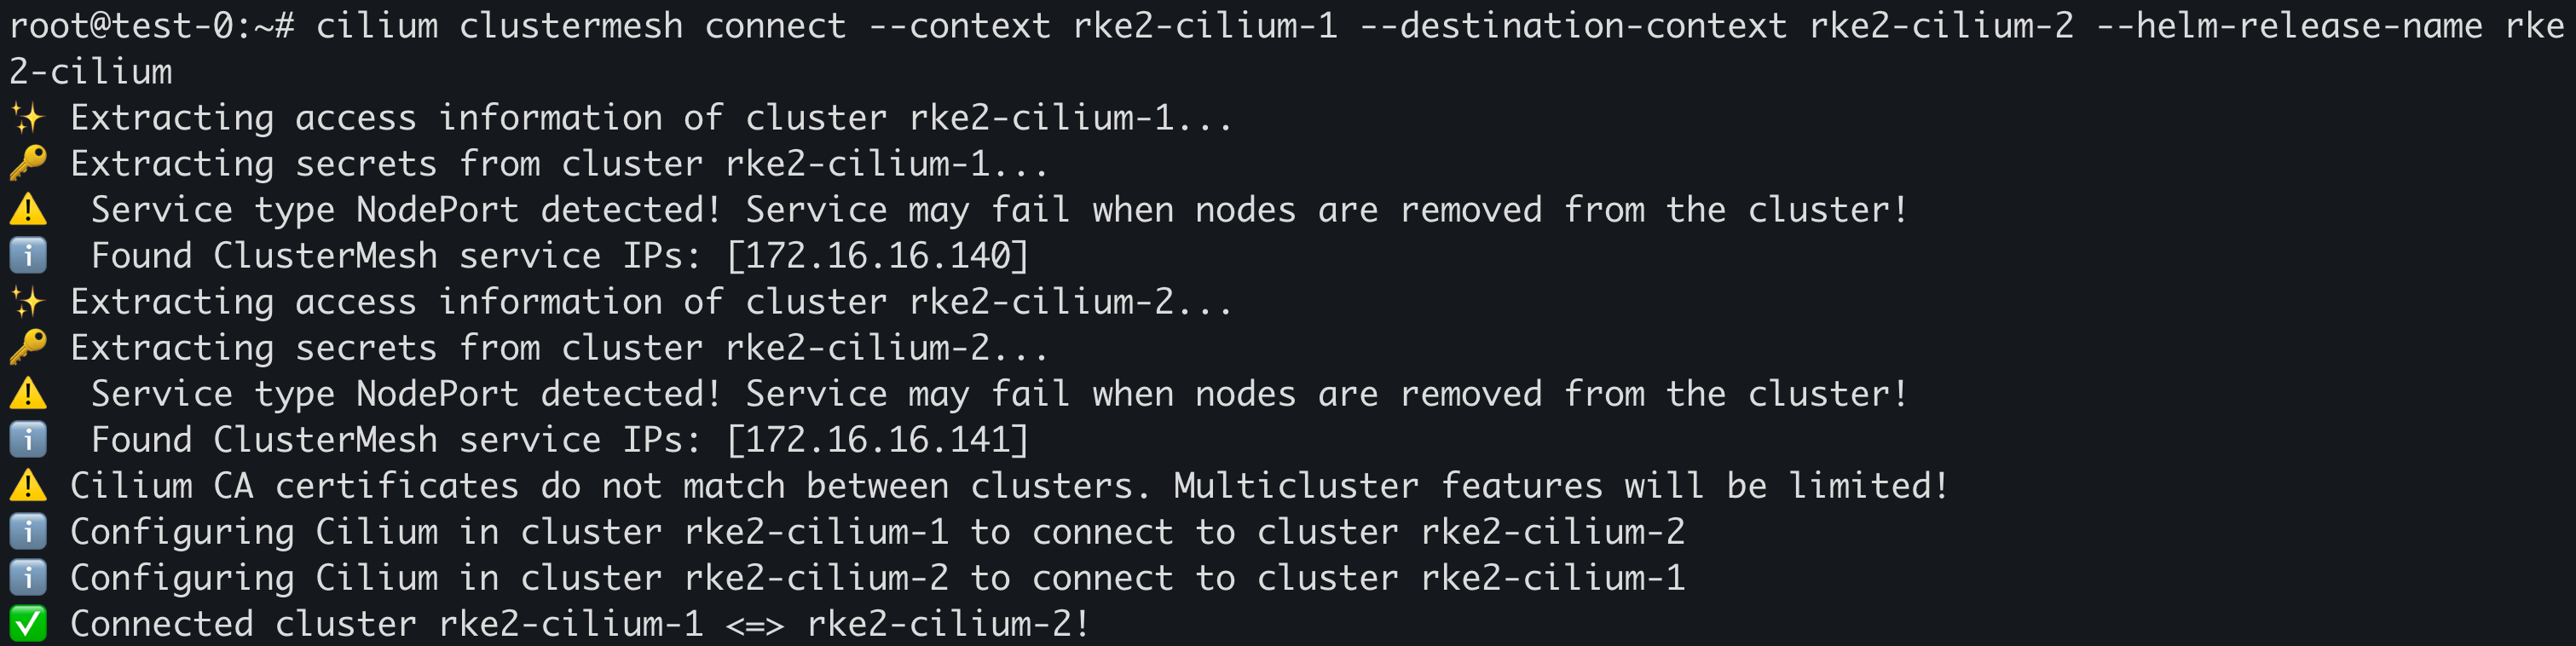 root@test-0:~# cilium clustermesh connect --context rke2-cilium-1 --destination-context rke2-cilium-2 --helm-release-name rke
2-cilium
✨ Extracting access information of cluster rke2-cilium-1...
🔑 Extracting secrets from cluster rke2-cilium-1...
⚠️  Service type NodePort detected! Service may fail when nodes are removed from the cluster!
ℹ️  Found ClusterMesh service IPs: [172.16.16.140]
✨ Extracting access information of cluster rke2-cilium-2...
🔑 Extracting secrets from cluster rke2-cilium-2...
⚠️  Service type NodePort detected! Service may fail when nodes are removed from the cluster!
ℹ️  Found ClusterMesh service IPs: [172.16.16.141]
⚠️ Cilium CA certificates do not match between clusters. Multicluster features will be limited!
ℹ️ Configuring Cilium in cluster rke2-cilium-1 to connect to cluster rke2-cilium-2
ℹ️ Configuring Cilium in cluster rke2-cilium-2 to connect to cluster rke2-cilium-1
✅ Connected cluster rke2-cilium-1 <=> rke2-cilium-2!